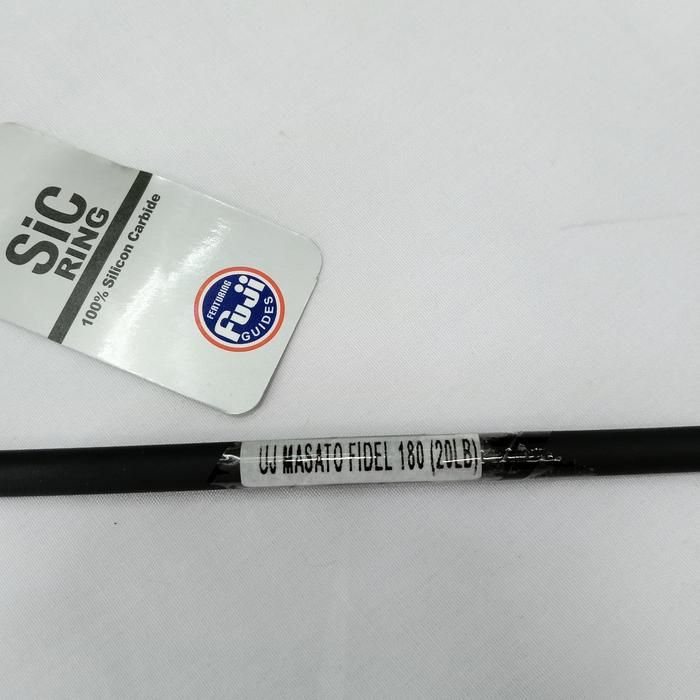 SiC
RING
100% Silicon Carbide
FEATURING
Fuji
GUIDES
UJ MASATO FIDEL 180 (20LB)